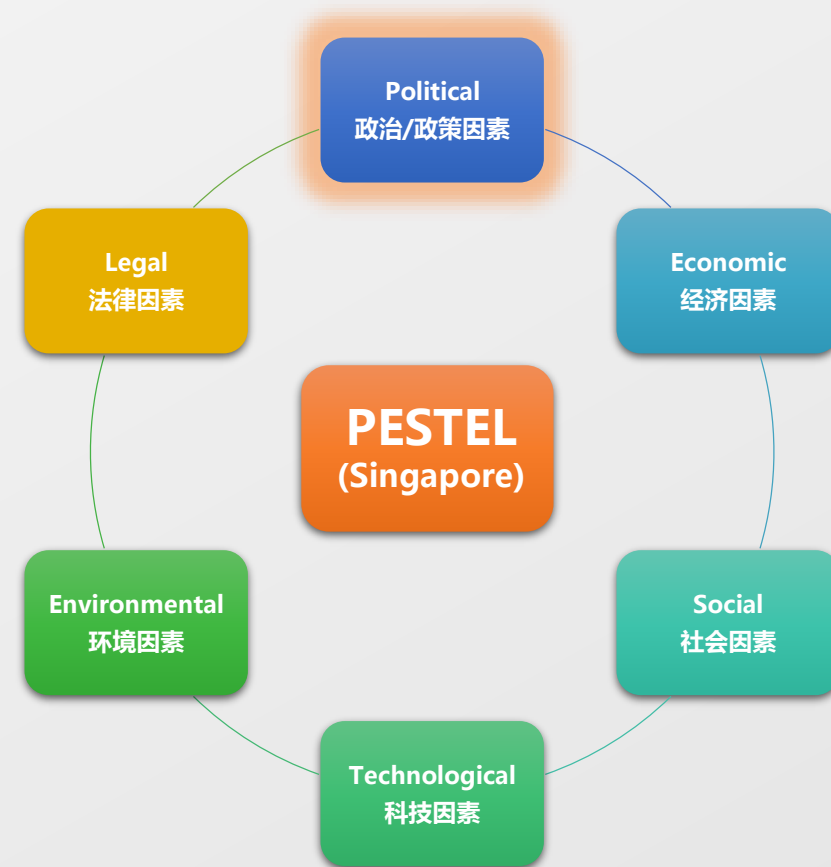 Political
政治/政策因素
Legal
法律因素
Economic
经济因素
PESTEL
(Singapore)
Environmental
环境因素
Social
社会因素
Technological
科技因素